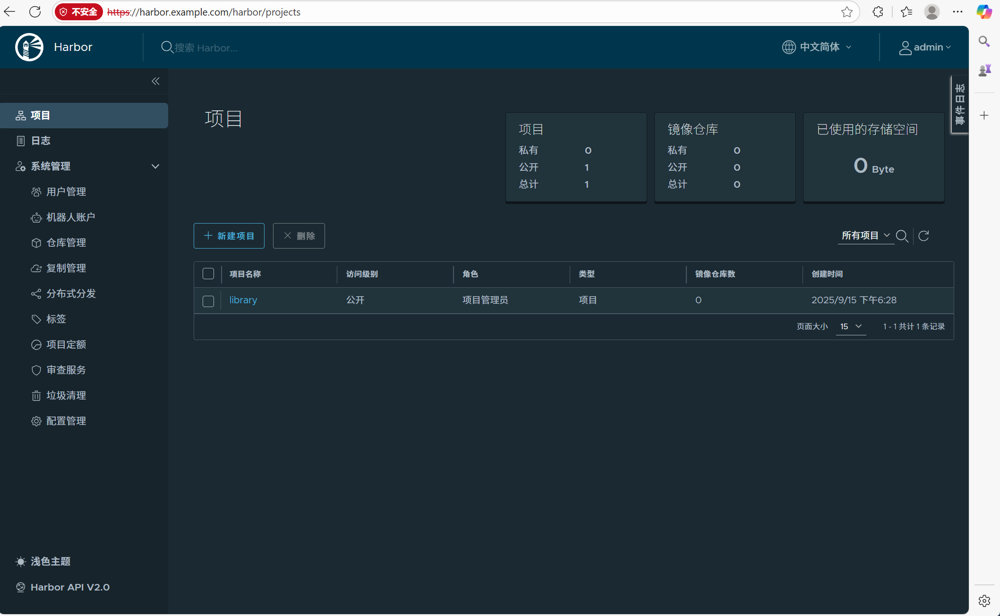 不安全 https://harbor.example.com/harbor/projects
Harbor
搜索 Harbor...
中文简体
admin
事件日志
项目
日志
系统管理
用户管理
机器人账户
仓库管理
复制管理
分布式分发
标签
项目定额
审查服务
垃圾清理
配置管理
浅色主题
Harbor API V2.0
项目
项目
私有 0
公开 1
总计 1
镜像仓库
私有 0
公开 0
总计 0
已使用的存储空间
0 Byte
新建项目
删除
所有项目
项目名称 访问级别 角色 类型 镜像仓库数 创建时间
library 公开 项目管理员 项目 0 2025/9/15 下午6:28
页面大小 15 1 - 1 共计 1 条记录